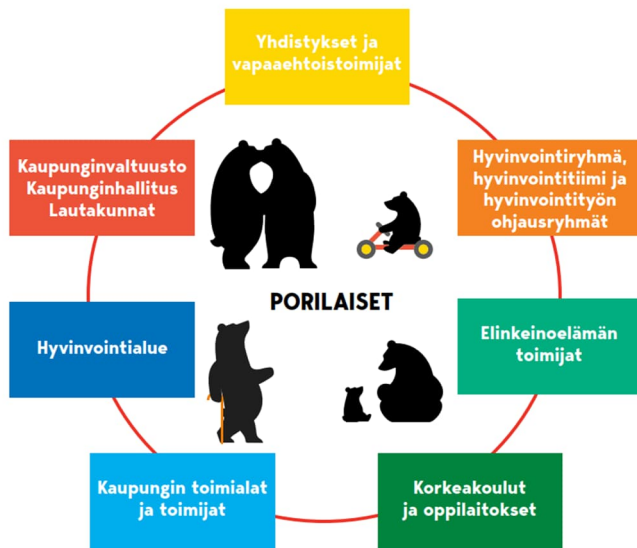 Yhdistykset ja
vapaaehtoistoimijat
Kaupunginvaltuusto
Kaupunginhallitus
Lautakunnat
Hyvinvointiryhmä,
hyvinvointitiimi ja
hyvinvointityön
ohjausryhmät
PORILAISET
Hyvinvointialue
Elinkeinoelämän
toimijat
Kaupungin toimialat
ja toimijat
Korkeakoulut
ja oppilaitokset